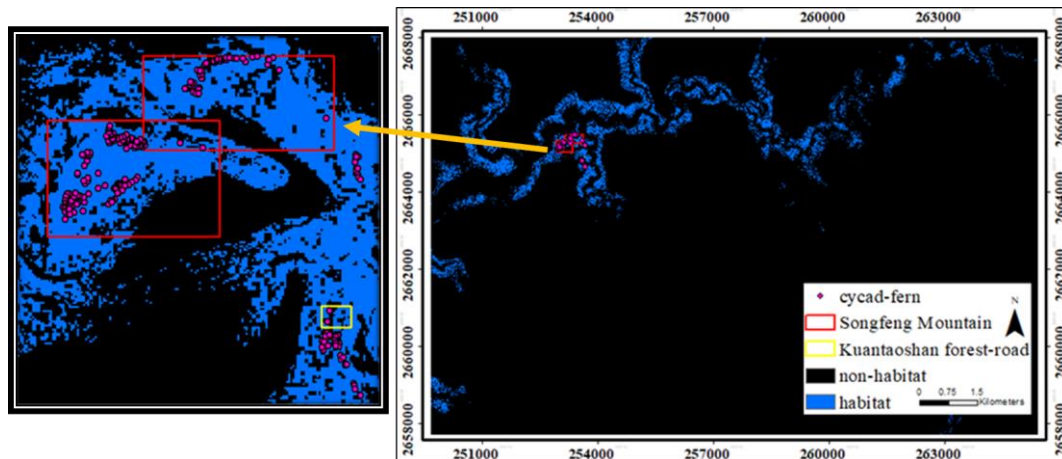 251000 254000 257000 260000 263000
2668000
2666000
2664000
2662000
2660000
2658000
2668000
2666000
2664000
2662000
2660000
2658000
cycad-fern
N
Songfeng Mountain
Kuantaoshan forest-road
non-habitat
0 0.75 1.5
habitat
Kilometers
251000 254000 257000 260000 263000